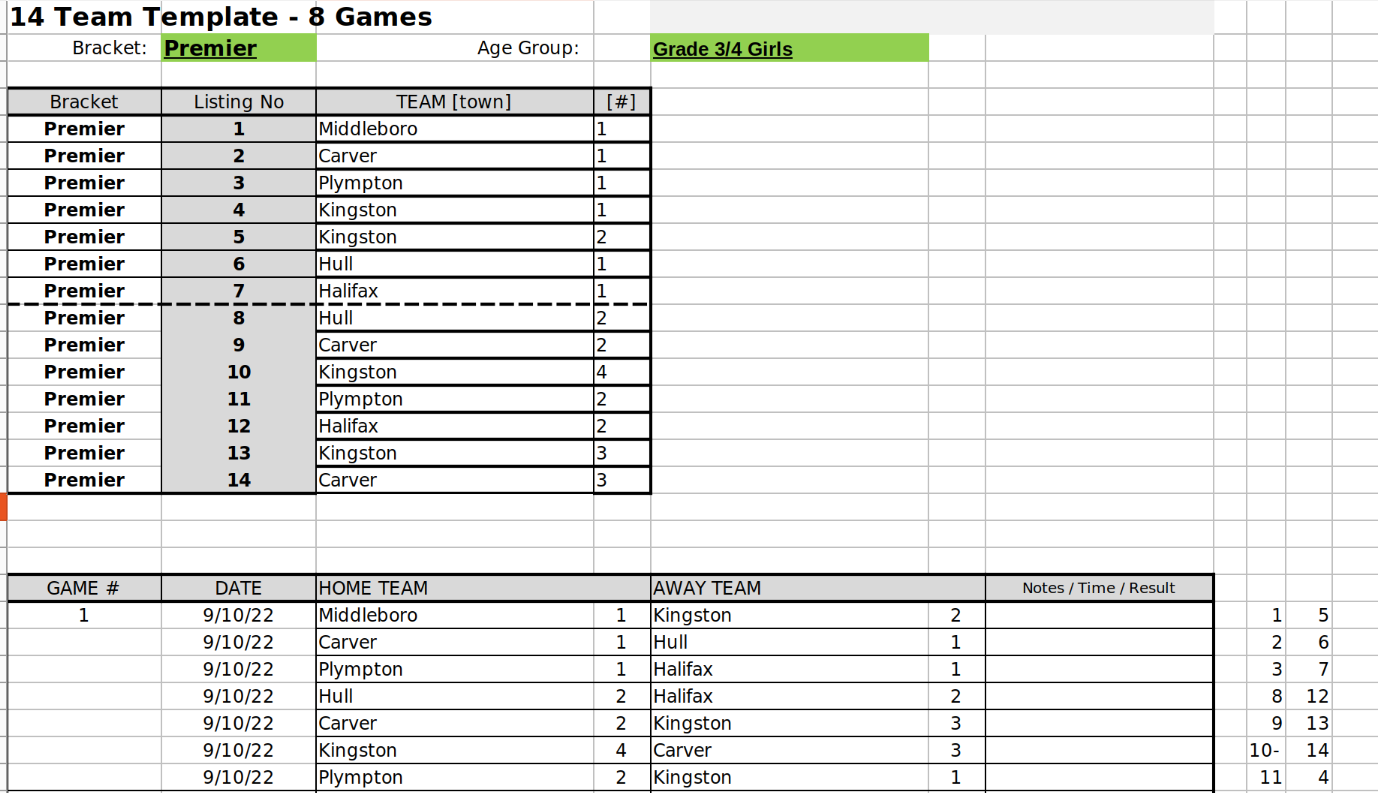 14 Team Template - 8 Games
Bracket: Premier Age Group: Grade 3/4 Girls
Bracket Listing No TEAM [town] [#]
Premier 1 Middleboro 1
Premier 2 Carver 1
Premier 3 Plympton 1
Premier 4 Kingston 1
Premier 5 Kingston 2
Premier 6 Hull 1
Premier 7 Halifax 1
Premier 8 Hull 2
Premier 9 Carver 2
Premier 10 Kingston 4
Premier 11 Plympton 2
Premier 12 Halifax 2
Premier 13 Kingston 3
Premier 14 Carver 3
GAME # DATE HOME TEAM AWAY TEAM Notes / Time / Result
1 9/10/22 Middleboro 1 Kingston 2 1 5
9/10/22 Carver 1 Hull 1 2 6
9/10/22 Plympton 1 Halifax 1 3 7
9/10/22 Hull 2 Halifax 2 8 12
9/10/22 Carver 2 Kingston 3 9 13
9/10/22 Kingston 4 Carver 3 10- 14
9/10/22 Plympton 2 Kingston 1 11 4